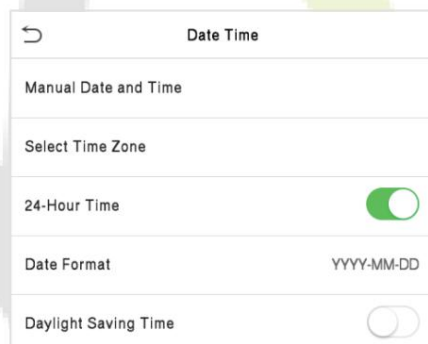 Date Time
Manual Date and Time
Select Time Zone
24-Hour Time
Date Format YYYY-MM-DD
Daylight Saving Time